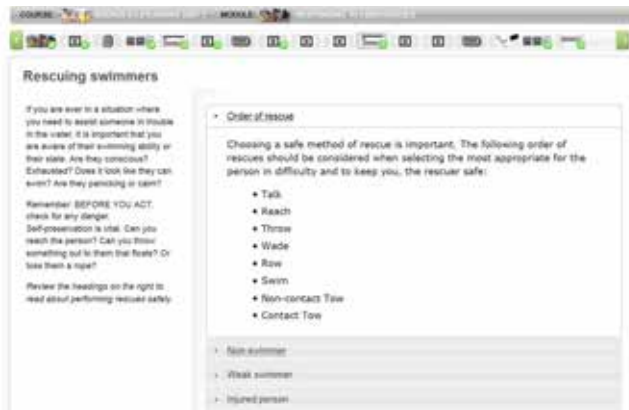 COURSE:
MODULE:
Rescuing swimmers
If you are ever in a situation where
you need to assist someone in trouble
in the water, it is important that you
are aware of their swimming ability or
their state. Are they conscious?
Exhausted? Does it look like they can
swim? Are they panicking or calm?
Remember: BEFORE YOU ACT,
check for any danger.
Self-preservation is vital. Can you
reach the person? Can you throw
something out to them that floats? Or
toss them a rope?
Review the headings on the right to
read about performing rescues safely.
Order of rescue
Choosing a safe method of rescue is important. The following order of
rescues should be considered when selecting the most appropriate for the
person in difficulty and to keep you, the rescuer safe:
• Talk
• Reach
• Throw
• Wade
• Row
• Swim
• Non-contact Tow
• Contact Tow
Non swimmer
Weak swimmer
Injured person